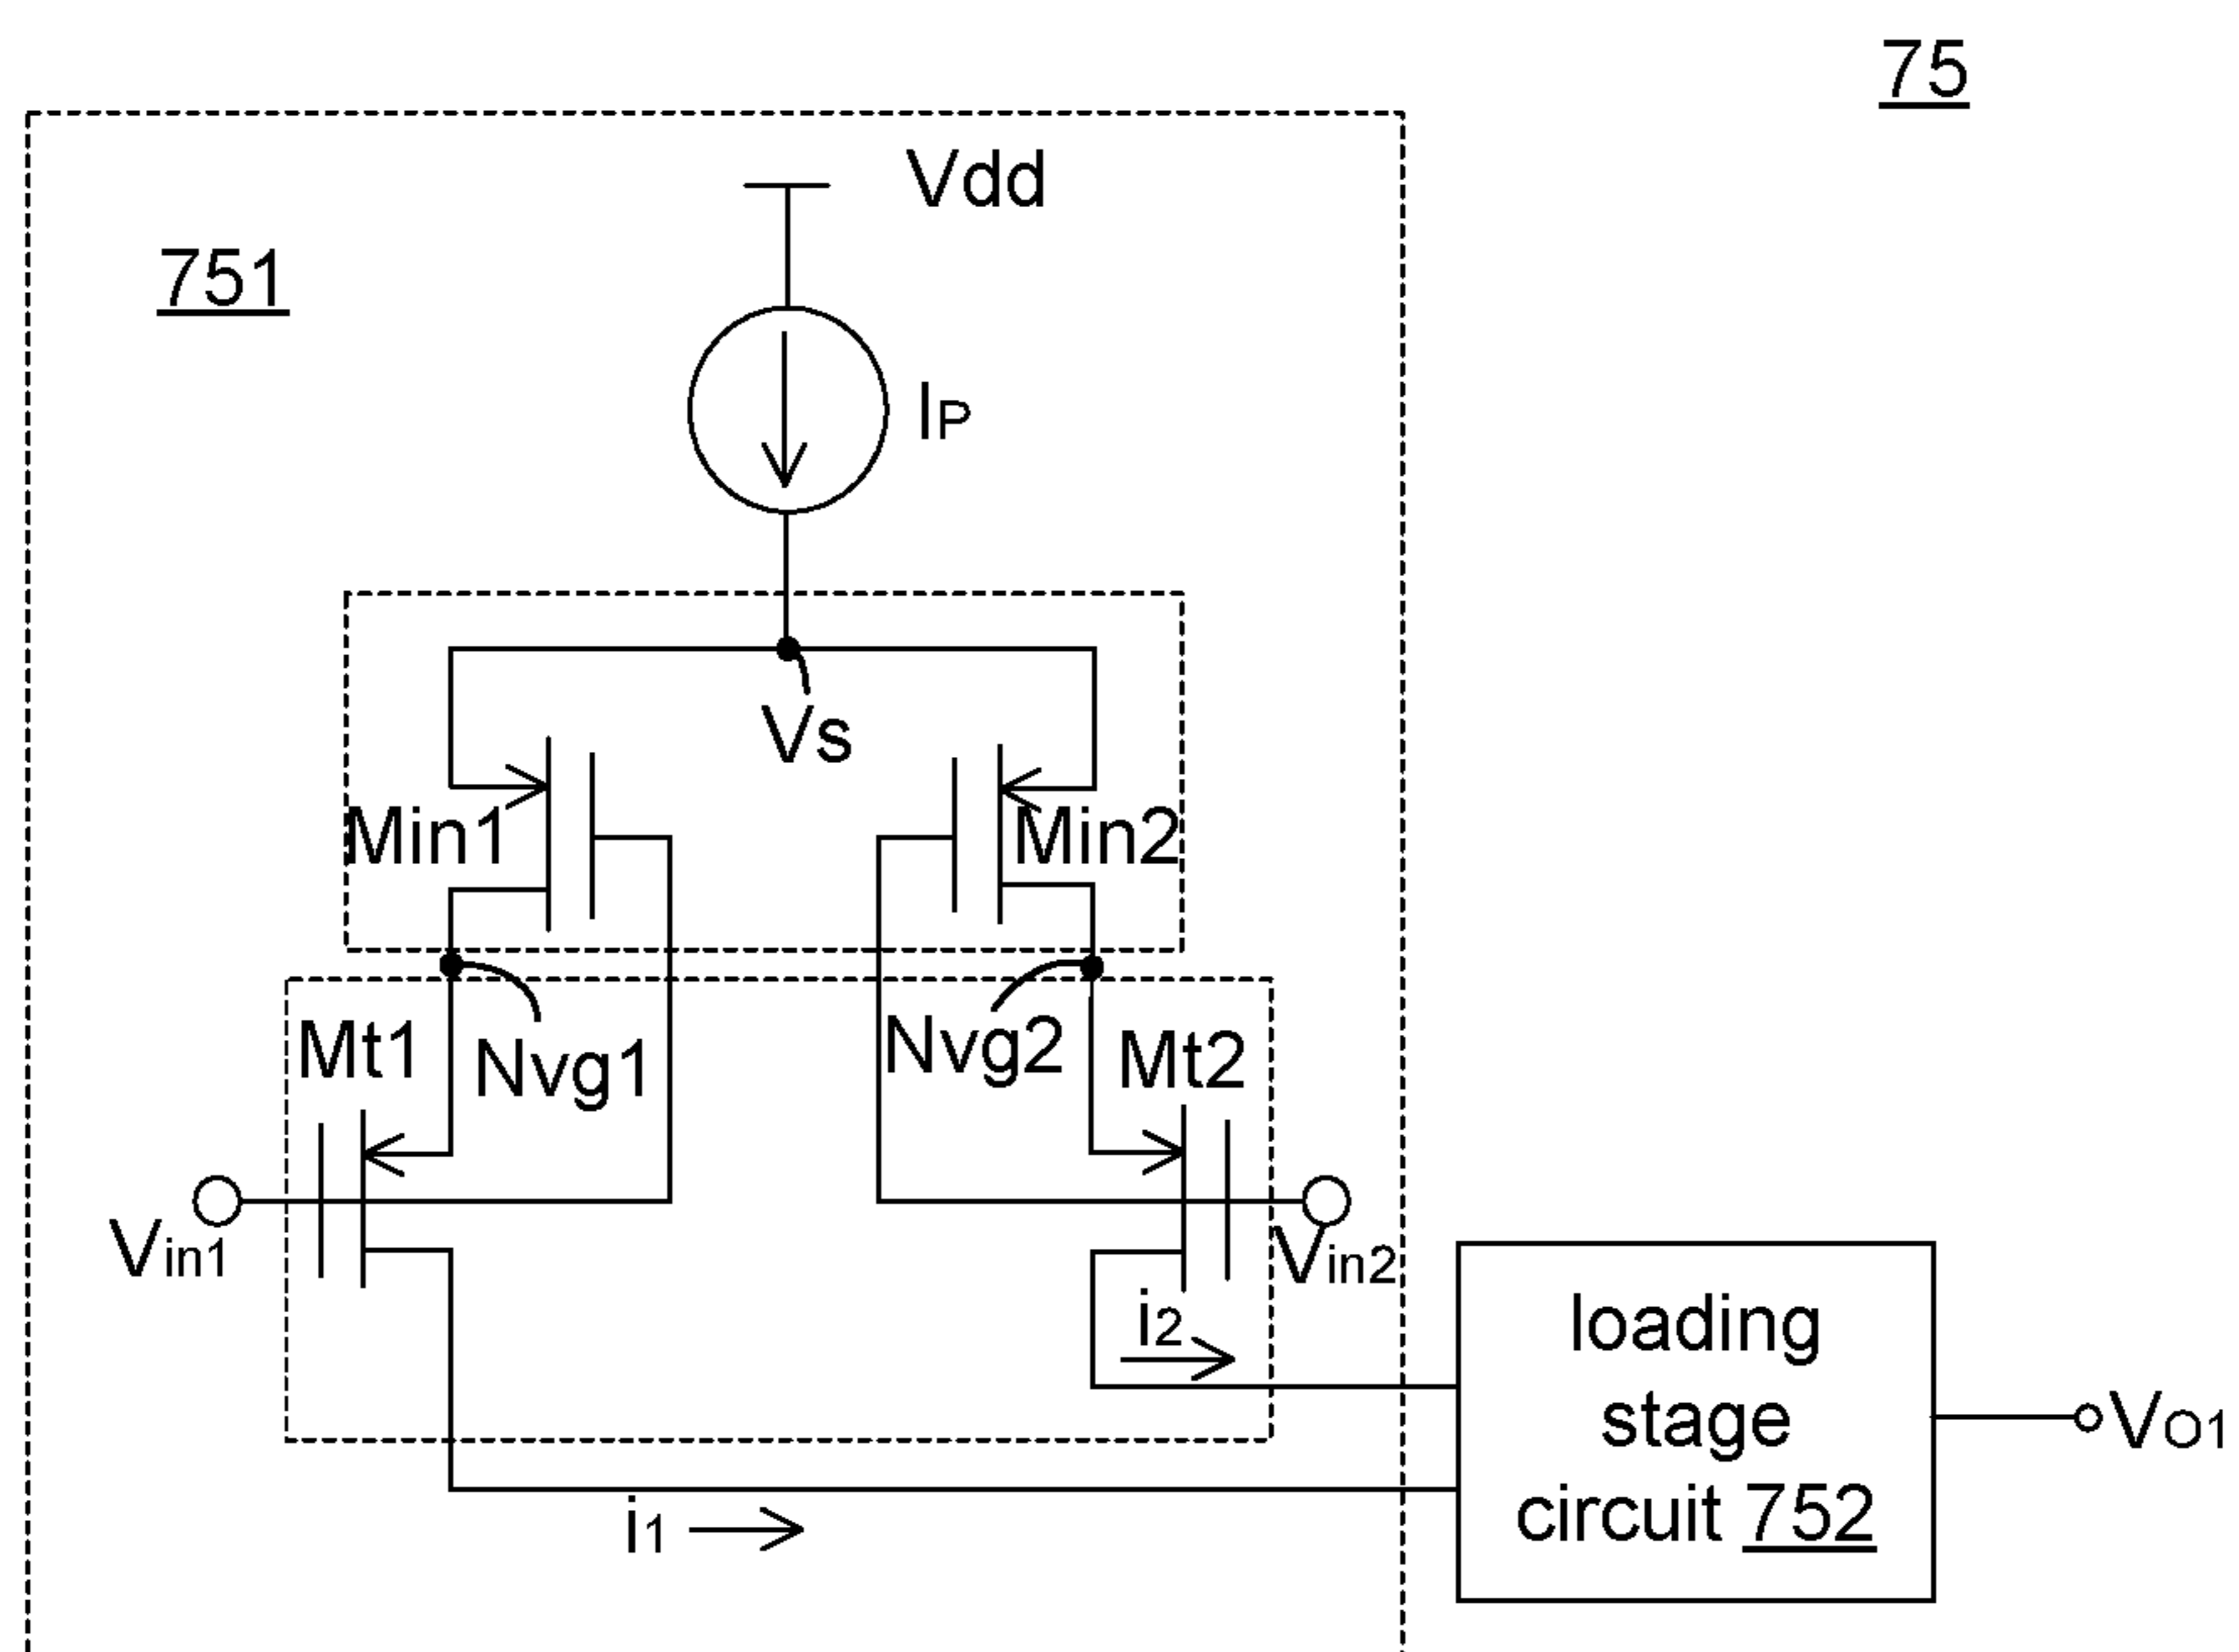 75
Vdd
751
IP
Vs
Min1
Min2
Mt1
Nvg1
Nvg2
Mt2
Vin1
Vin2
i2
loading
stage
circuit 752
VO1
i1